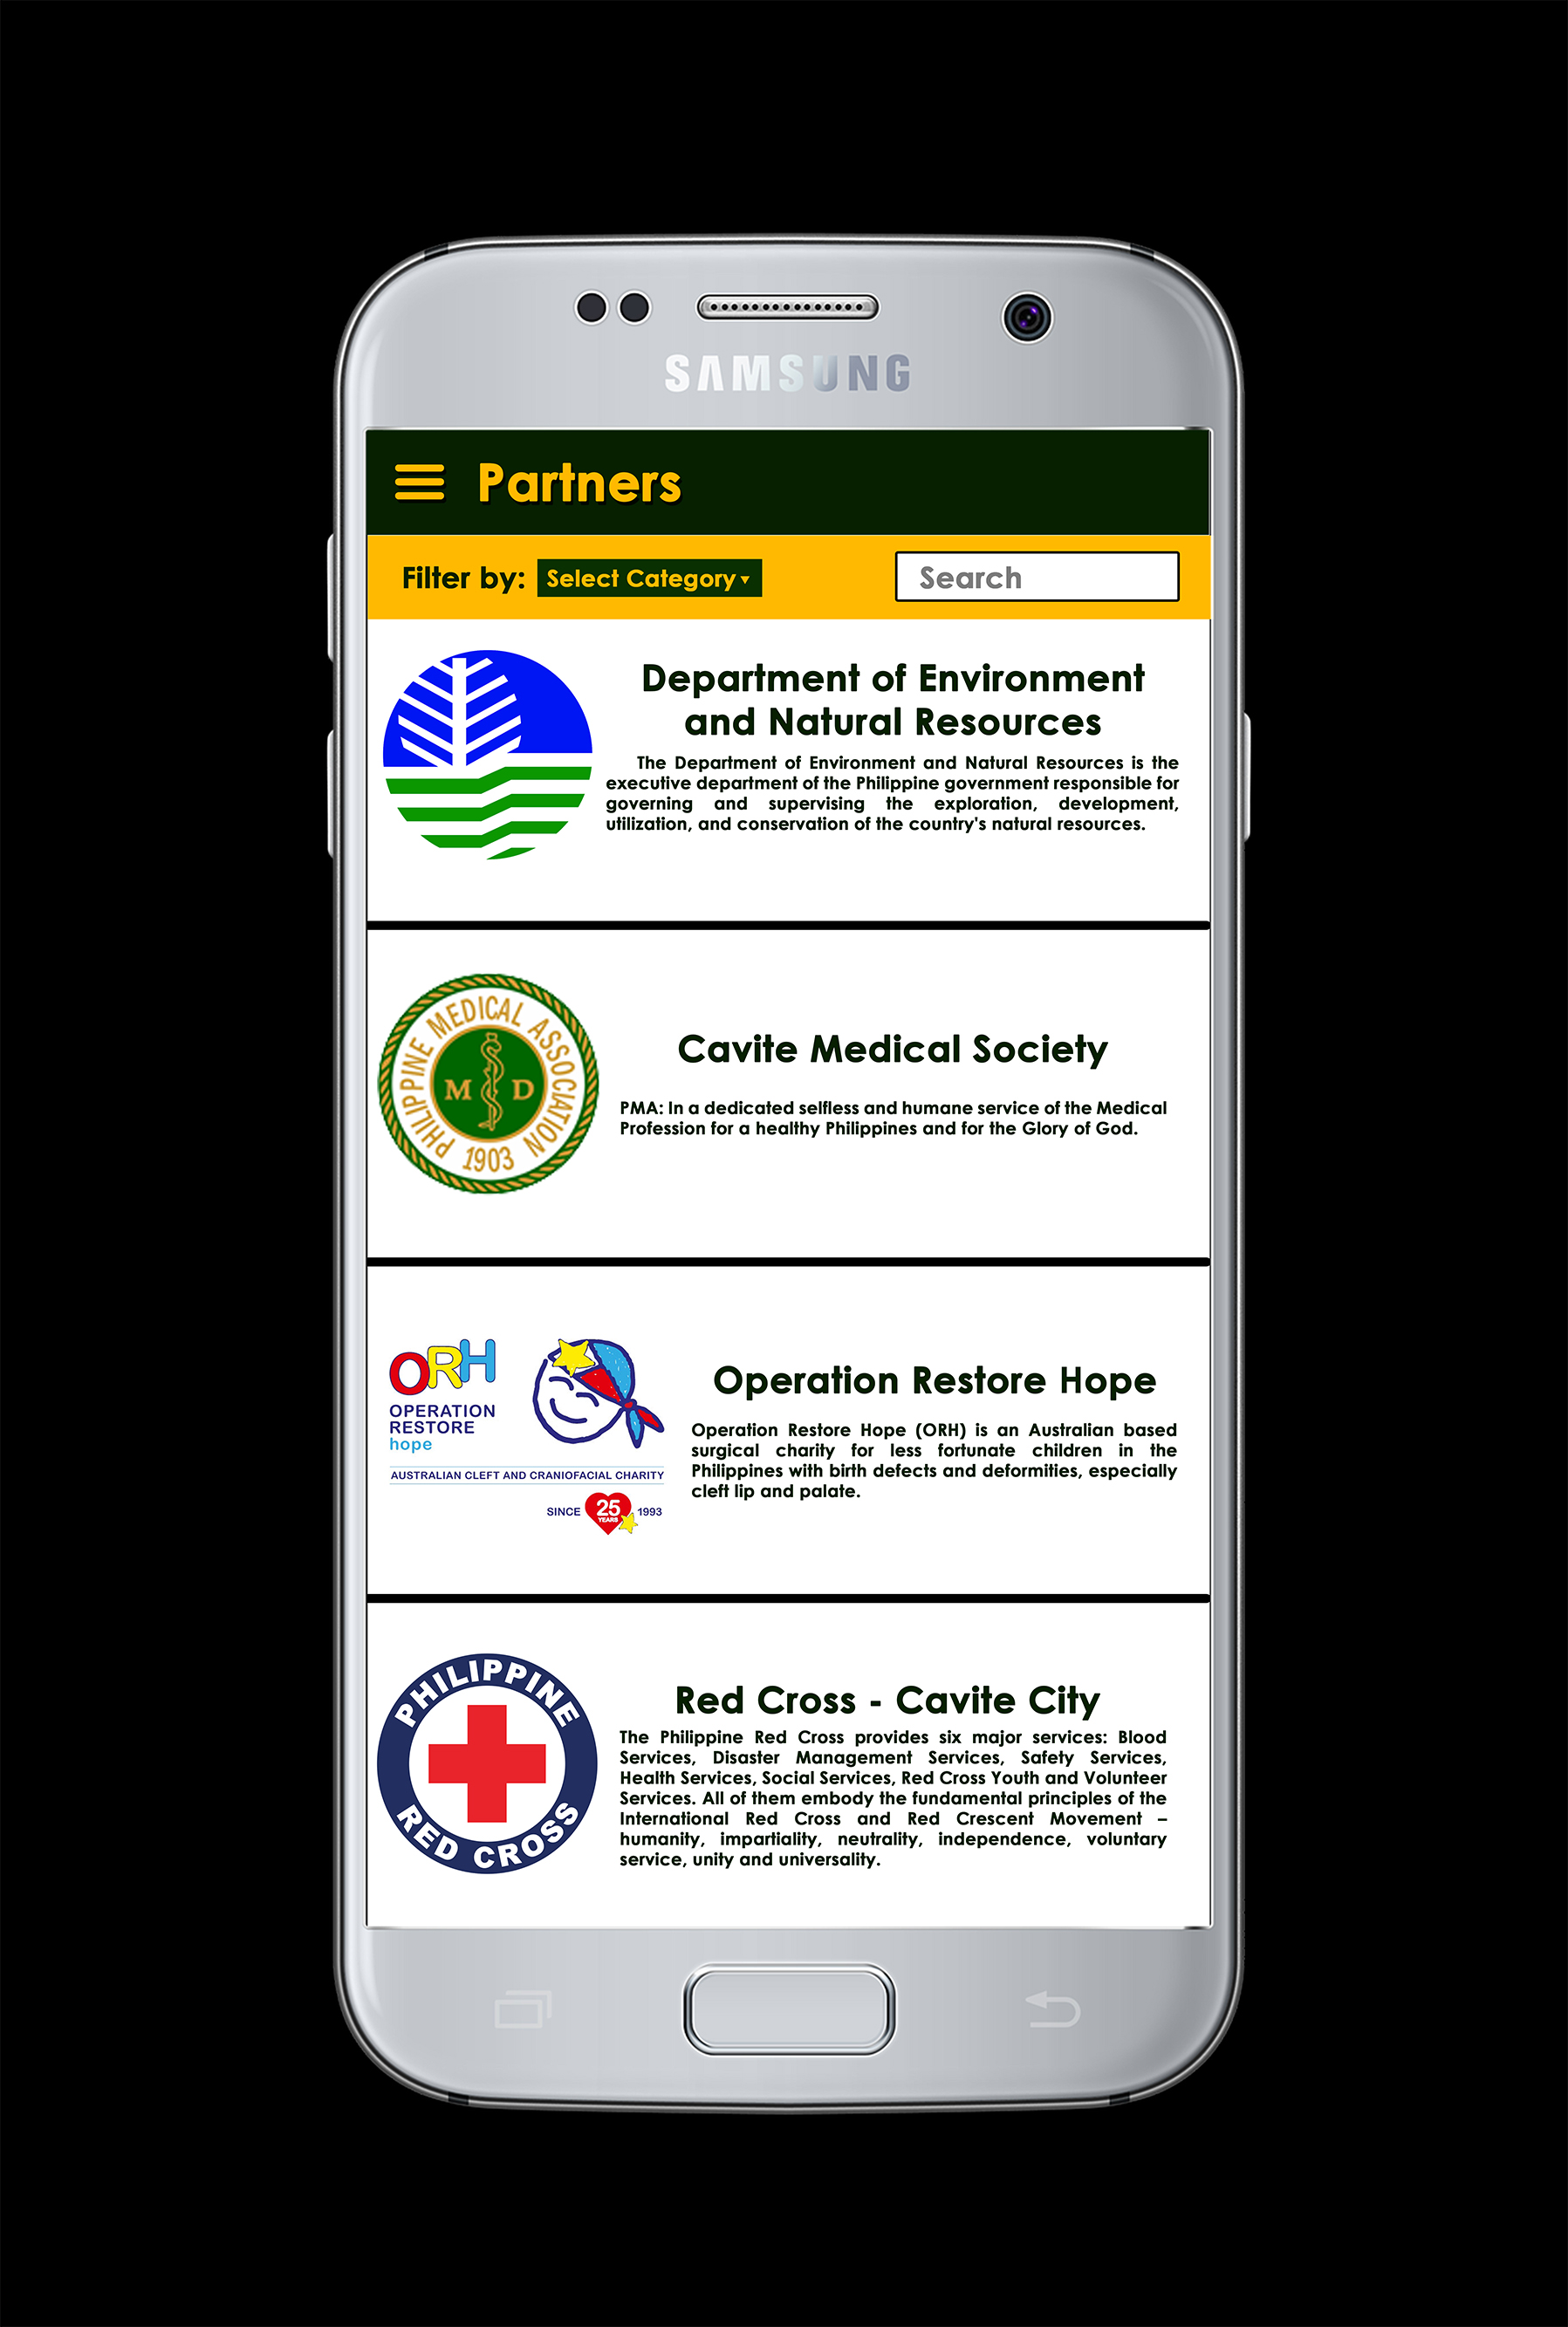 SAMSUNG
Partners
Filter by: Select Category Search
Department of Environment
and Natural Resources
The Department of Environment and Natural Resources is the
executive department of the Philippine government responsible for
governing and supervising the exploration, development,
utilization, and conservation of the country's natural resources.
PHILIPPINE MEDICAL ASSOCIATION
M D
1903
Cavite Medical Society
PMA: In a dedicated selfless and humane service of the Medical
Profession for a healthy Philippines and for the Glory of God.
ORH
OPERATION
RESTORE
hope
AUSTRALIAN CLEFT AND CRANIOFACIAL CHARITY
SINCE 25 YEARS 1993
Operation Restore Hope
Operation Restore Hope (ORH) is an Australian based
surgical charity for less fortunate children in the
Philippines with birth defects and deformities, especially
cleft lip and palate.
PHILIPPINE
RED CROSS
Red Cross - Cavite City
The Philippine Red Cross provides six major services: Blood
Services, Disaster Management Services, Safety Services,
Health Services, Social Services, Red Cross Youth and Volunteer
Services. All of them embody the fundamental principles of the
International Red Cross and Red Crescent Movement –
humanity, impartiality, neutrality, independence, voluntary
service, unity and universality.